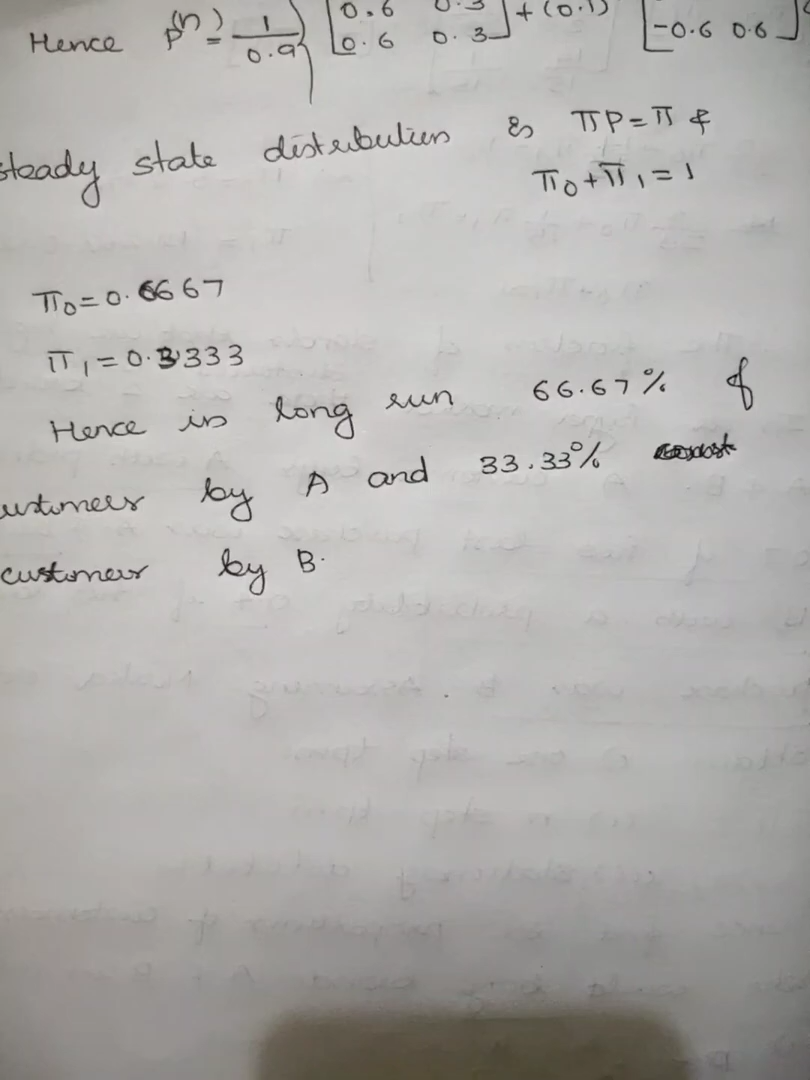 Hence P(n) = 1/0.9 { [0.6 0.3
0.6 0.3] + (0.1) [
-0.6 0.6]
steady state distribution is πP = π &
π0 + π1 = 1
π0 = 0.6667
π1 = 0.3333
Hence in long run 66.67% of
customers by A and 33.33%
customer by B.